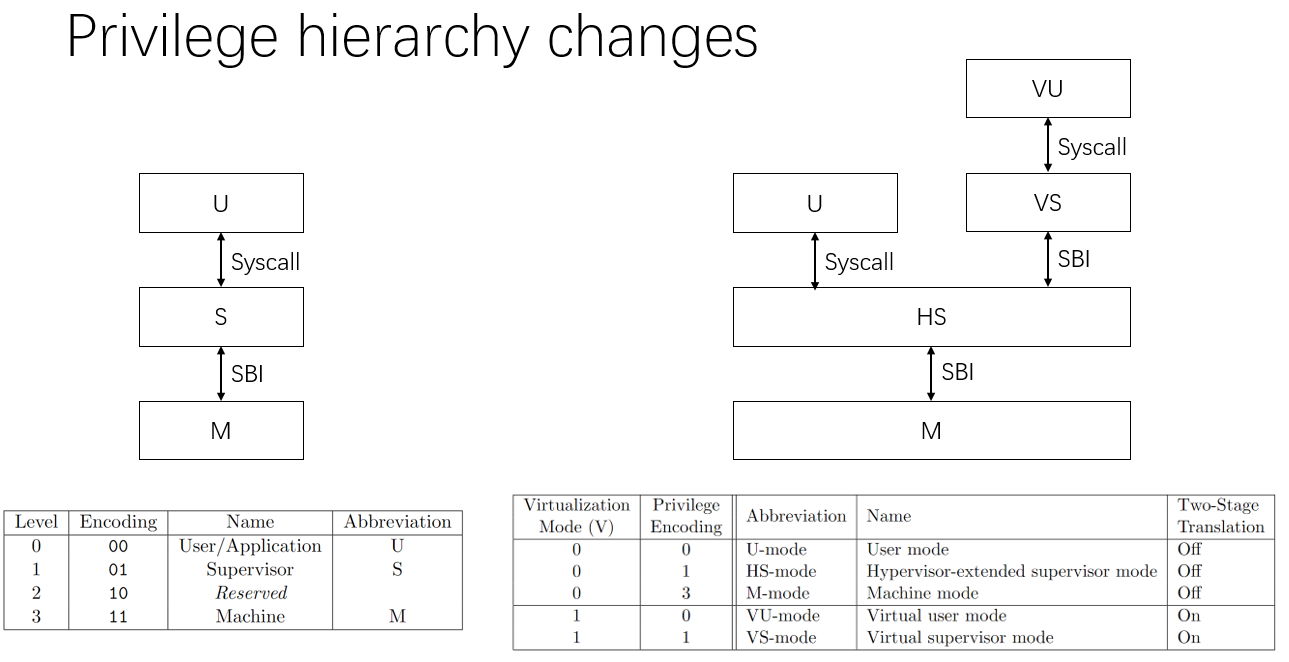 Privilege hierarchy changes
VU
Syscall
U
U
VS
Syscall
Syscall
SBI
S
HS
SBI
SBI
M
M
Level Encoding Name Abbreviation
0 00 User/Application U
1 01 Supervisor S
2 10 Reserved
3 11 Machine M
Virtualization Mode (V) Privilege Encoding Abbreviation Name Two-Stage Translation
0 0 U-mode User mode Off
0 1 HS-mode Hypervisor-extended supervisor mode Off
0 3 M-mode Machine mode Off
1 0 VU-mode Virtual user mode On
1 1 VS-mode Virtual supervisor mode On